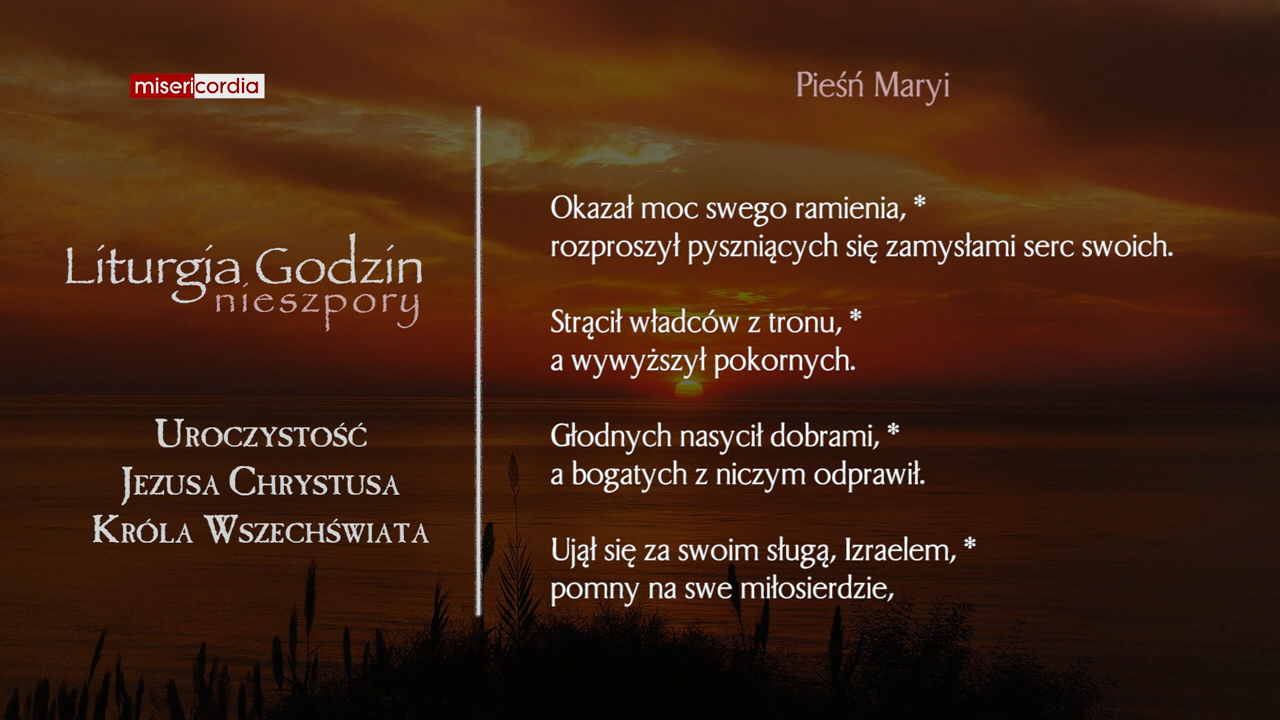 misericordia
Liturgia Godzin
nieszpory
Uroczystość
Jezusa Chrystusa
Króla Wszechświata
Pieśń Maryi
Okazał moc swego ramienia, *
rozproszył pyszniących się zamysłami serc swoich.
Strącił władców z tronu, *
a wywyższył pokornych.
Głodnych nasycił dobrami, *
a bogatych z niczym odprawił.
Ujął się za swoim sługą, Izraelem, *
pomny na swe miłosierdzie,